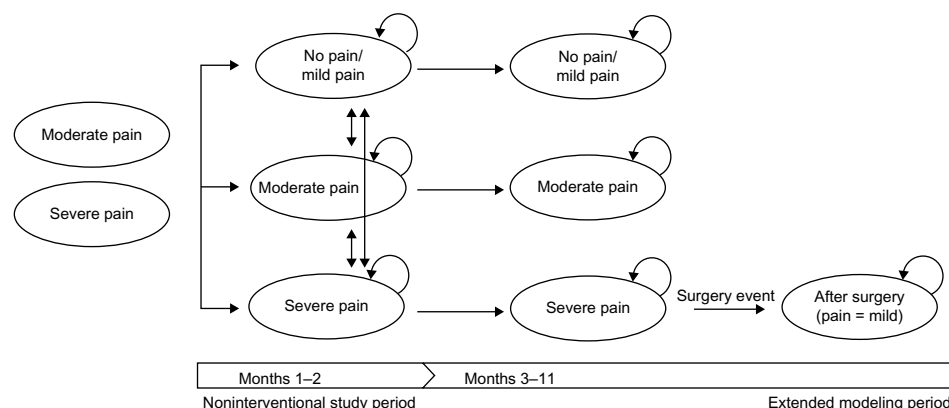 No pain/
mild pain
No pain/
mild pain
Moderate pain
Moderate pain
Moderate pain
Severe pain
Severe pain
Severe pain
Surgery event
After surgery
(pain = mild)
Months 1–2
Months 3–11
Noninterventional study period
Extended modeling period